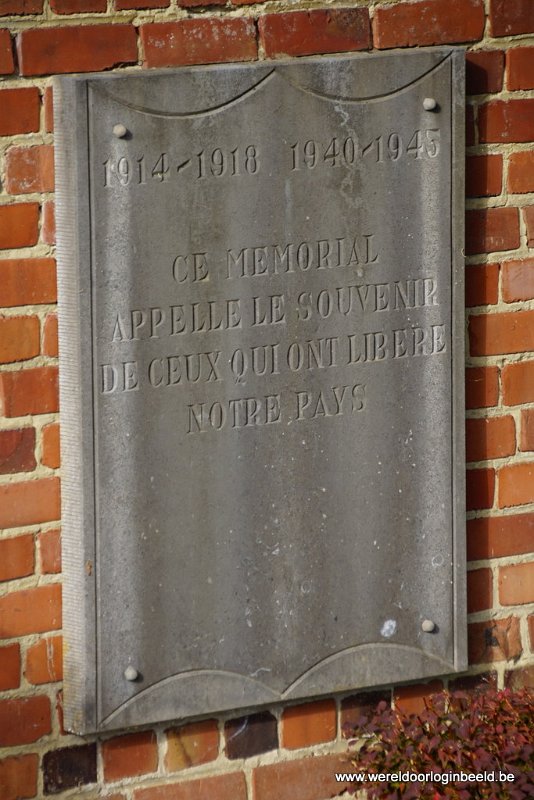 1914-1918 1940-1945
CE MEMORIAL
APPELLE LE SOUVENIR
DE CEUX QUI ONT LIBERE
NOTRE PAYS
www.wereldoorloginbeeld.be